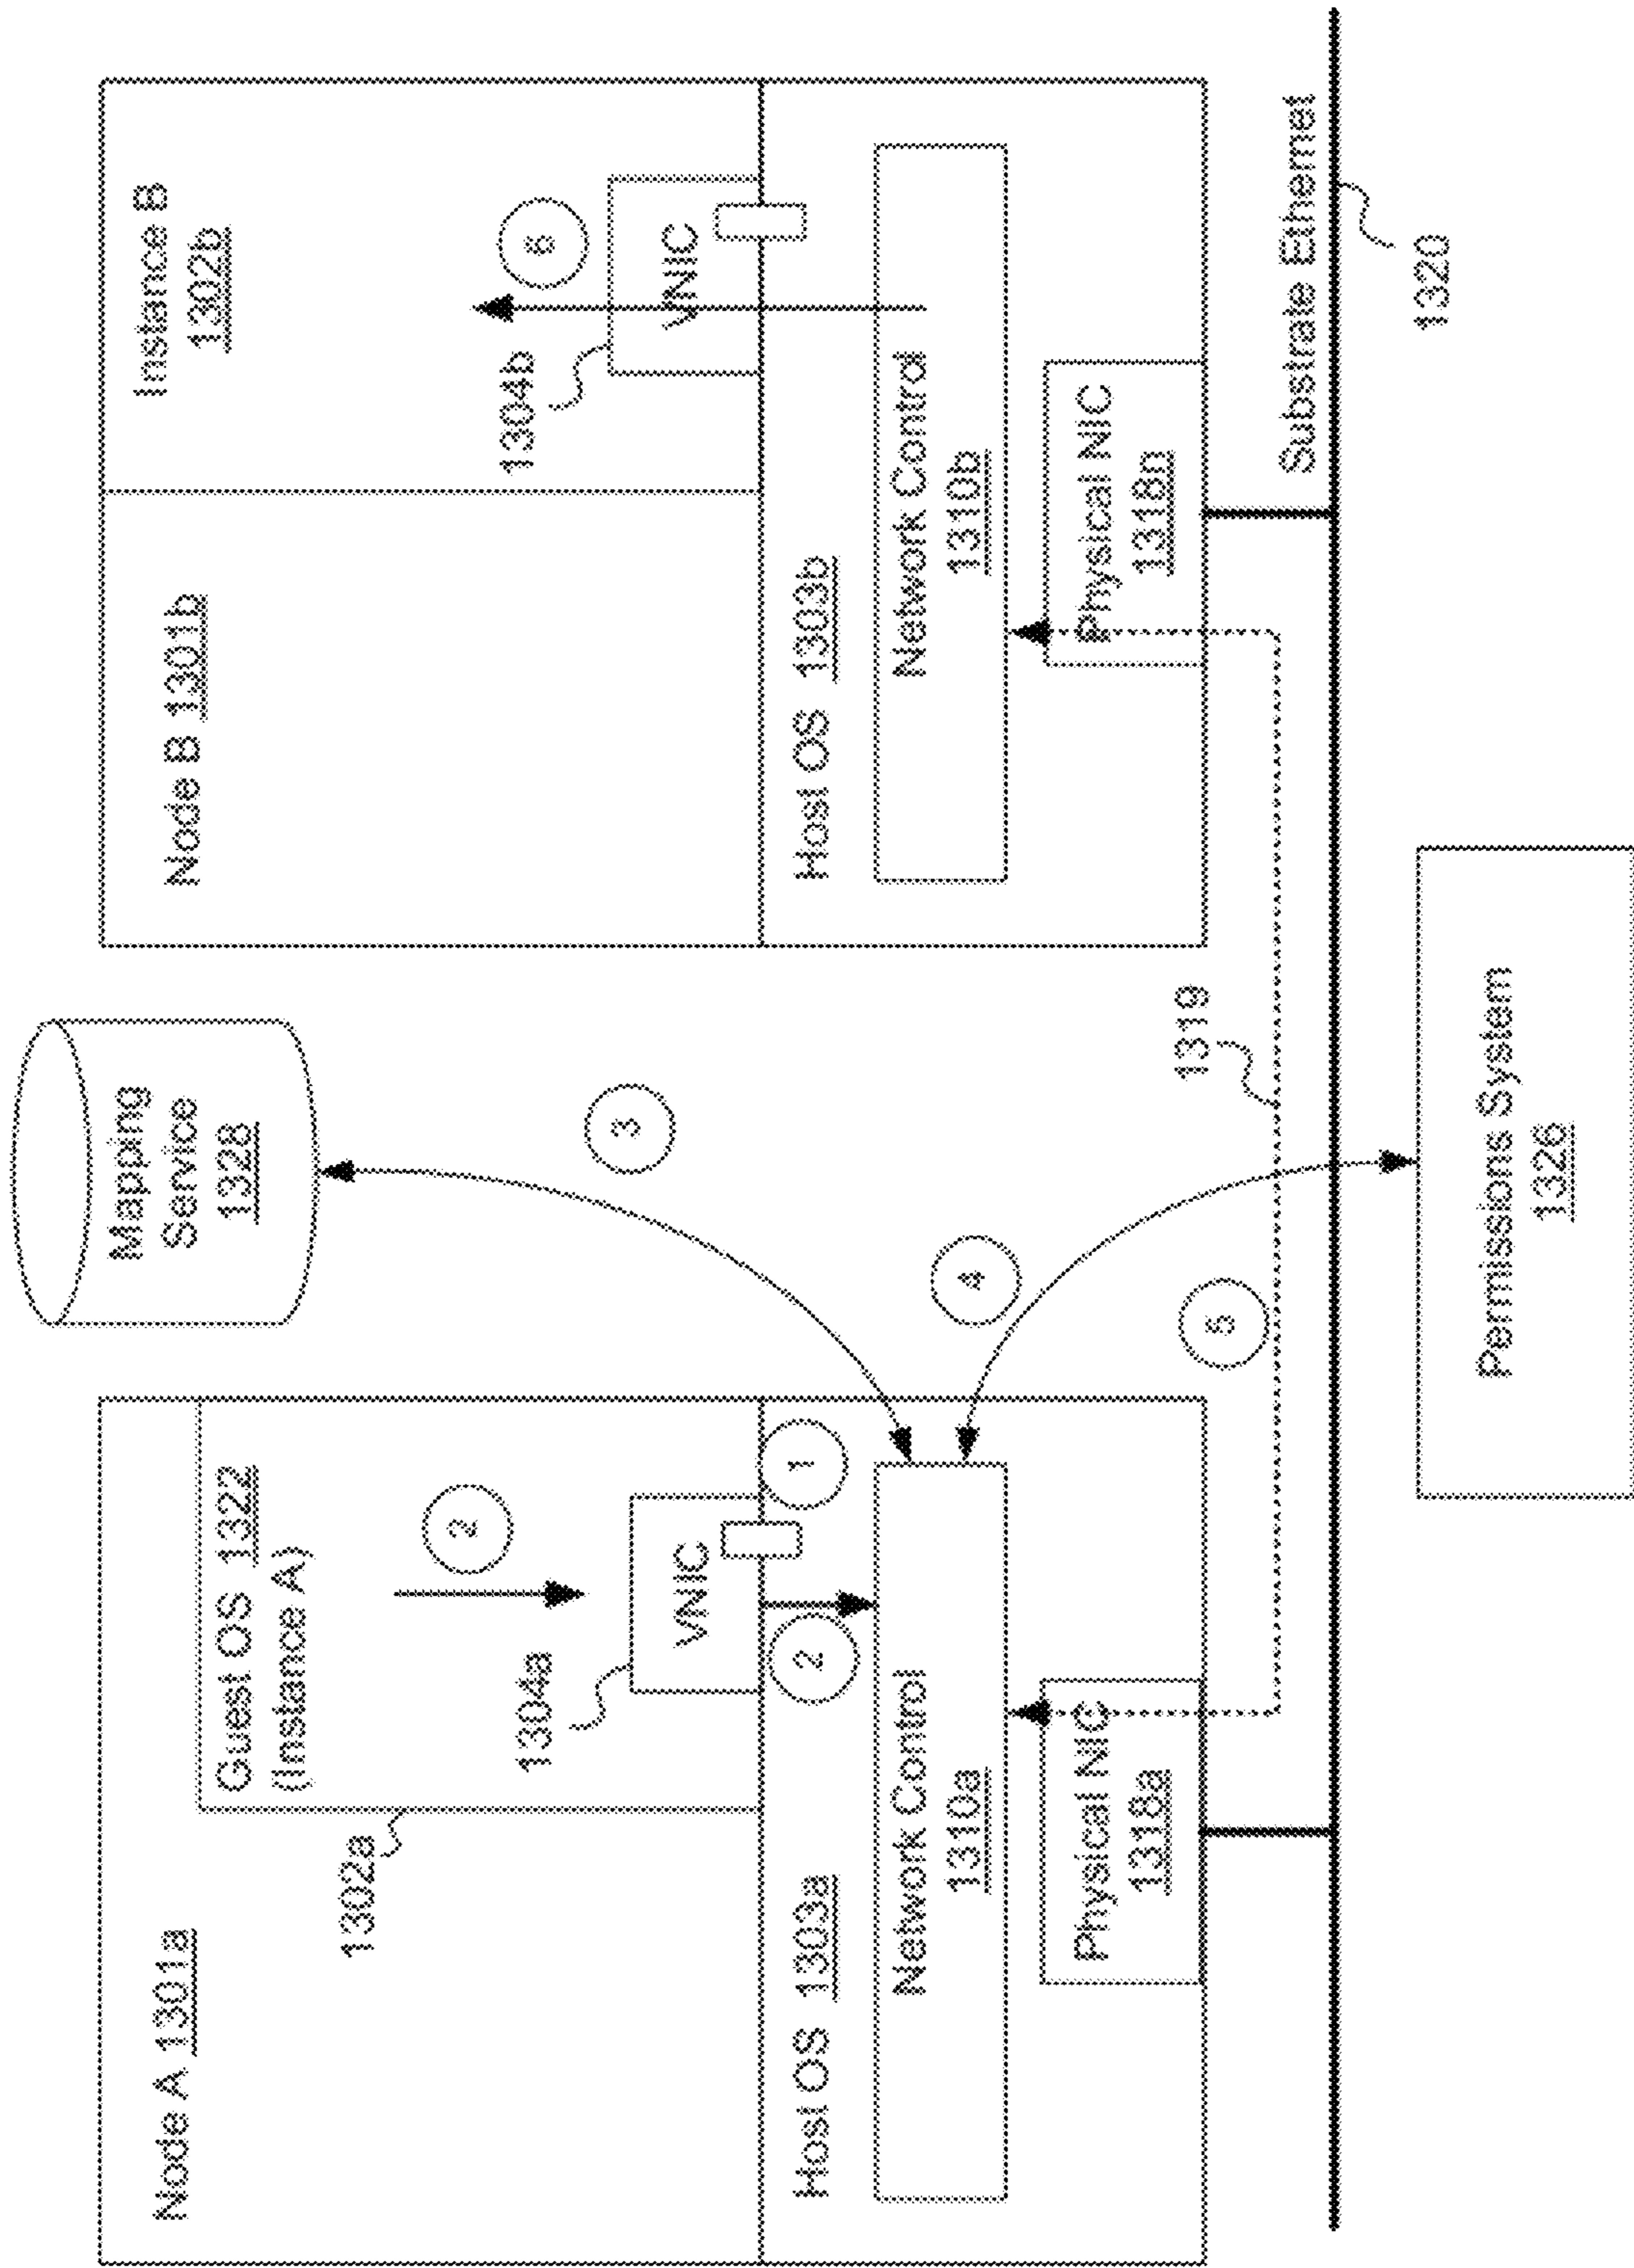 Node A 1301a
Guest OS 1322
(Instance A)
1302a
2
1304a
VNIC
1
2
Host OS 1303a
Network Control
1310a
Physical NIC
1318a
Mapping
Service
1328
3
4
5
1319
Node B 1301b
Instance B
1302b
6
1304b
VNIC
Host OS 1303b
Network Control
1310b
Physical NIC
1318n
Substrate Ethernet
1320
Permissions System
1326